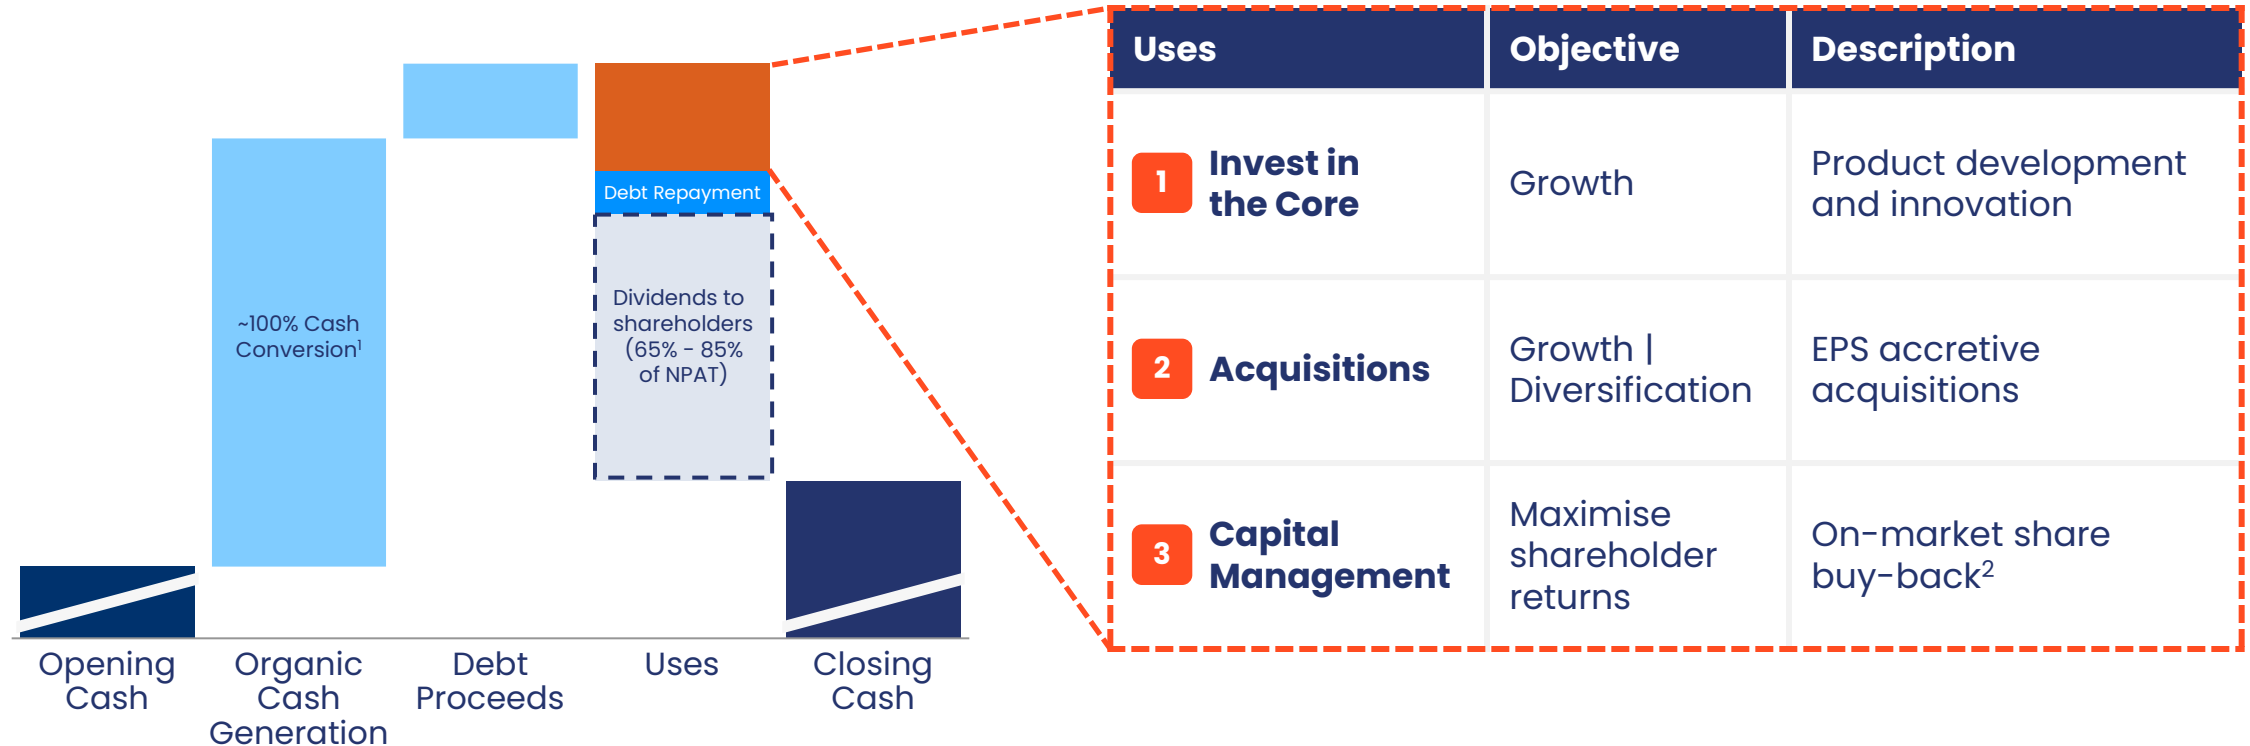 ~100% Cash
Conversion¹
Debt Repayment
Dividends to
shareholders
(65% - 85%
of NPAT)
Opening
Cash
Organic
Cash
Generation
Debt
Proceeds
Uses
Closing
Cash
Uses
Objective
Description
1
Invest in
the Core
Growth
Product development
and innovation
2
Acquisitions
Growth |
Diversification
EPS accretive
acquisitions
3
Capital
Management
Maximise
shareholder
returns
On-market share
buy-back²